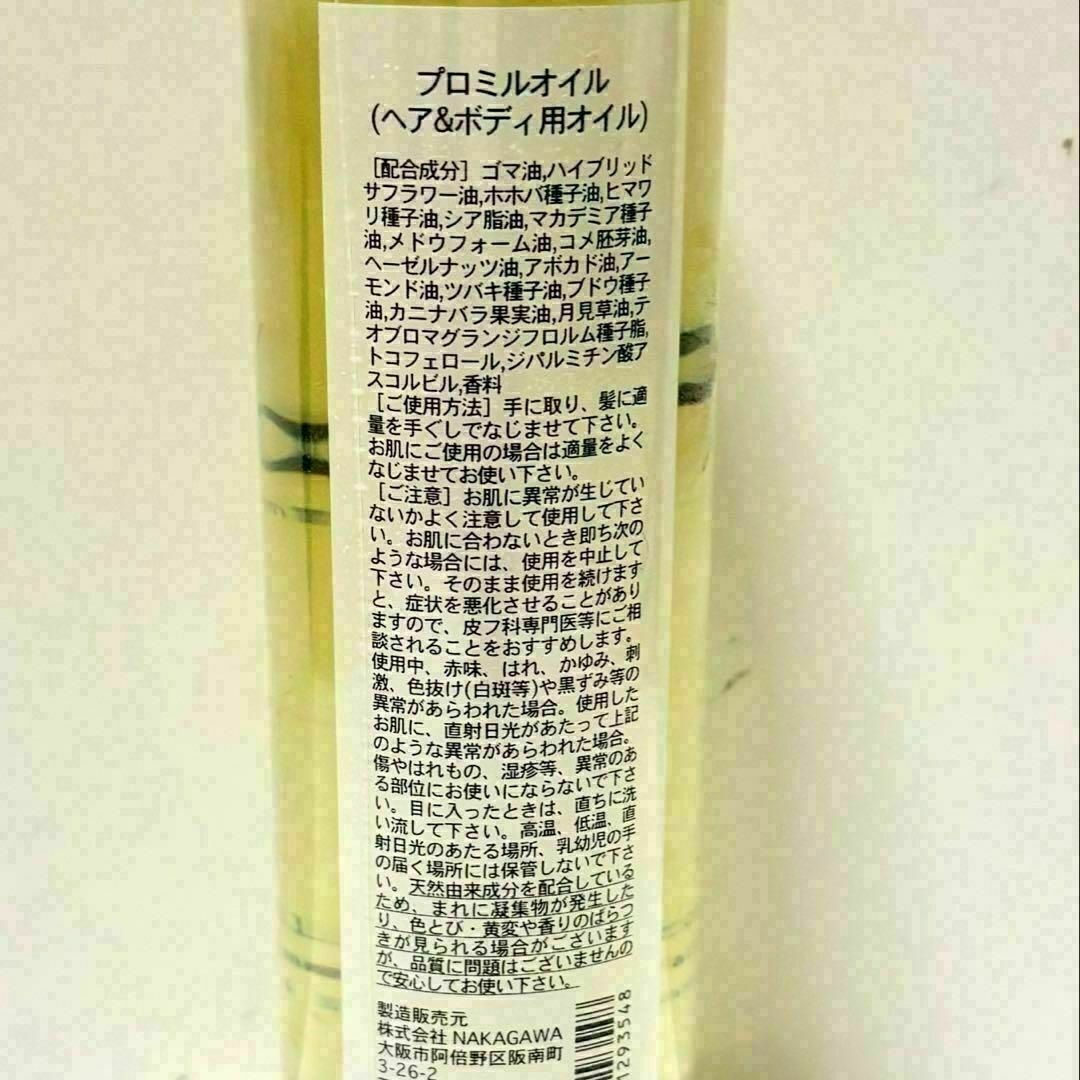 プロミルオイル
(ヘア&ボディ用オイル)
[配合成分] ゴマ油,ハイブリッド
サフラワー油,ホホバ種子油,ヒマワ
リ種子油,シア脂油,マカデミア種子
油,メドウフォーム油,コメ胚芽油,
ヘーゼルナッツ油,アボカド油,アー
モンド油,ツバキ種子油,ブドウ種子
油,カニナバラ果実油,月見草油,テ
オブロマグランジフロルム種子脂,
トコフェロール,ジパルミチン酸ア
スコルビル,香料
[ご使用方法] 手に取り、髪に適
量を手ぐしでなじませて下さい。
お肌にご使用の場合は適量をよく
なじませてお使い下さい。
[ご注意] お肌に異常が生じてい
ないかよく注意して使用して下さ
い。お肌に合わないとき即ち次の
ような場合には、使用を中止して
下さい。そのまま使用を続けます
と、症状を悪化させることがあり
ますので、皮フ科専門医等にご相
談されることをおすすめします。
使用中、赤味、はれ、かゆみ、刺
激、色抜け(白斑等)や黒ずみ等の
異常があらわれた場合。使用した
お肌に、直射日光があたって上記
のような異常があらわれた場合。
傷やはれもの、湿疹等、異常のあ
る部位にお使いにならないで下さ
い。目に入ったときは、直ちに洗
い流して下さい。高温、低温、直
射日光のあたる場所、乳幼児の手
の届く場所には保管しないで下さ
い。天然由来成分を配合している
ため、まれに凝集物が発生した
り、色とび・黄変や香りのばらつ
きが見られる場合がございます
が、品質に問題はございませんの
で安心してお使い下さい。
製造販売元
株式会社 NAKAGAWA
大阪市阿倍野区阪南町
3-26-2
1293548